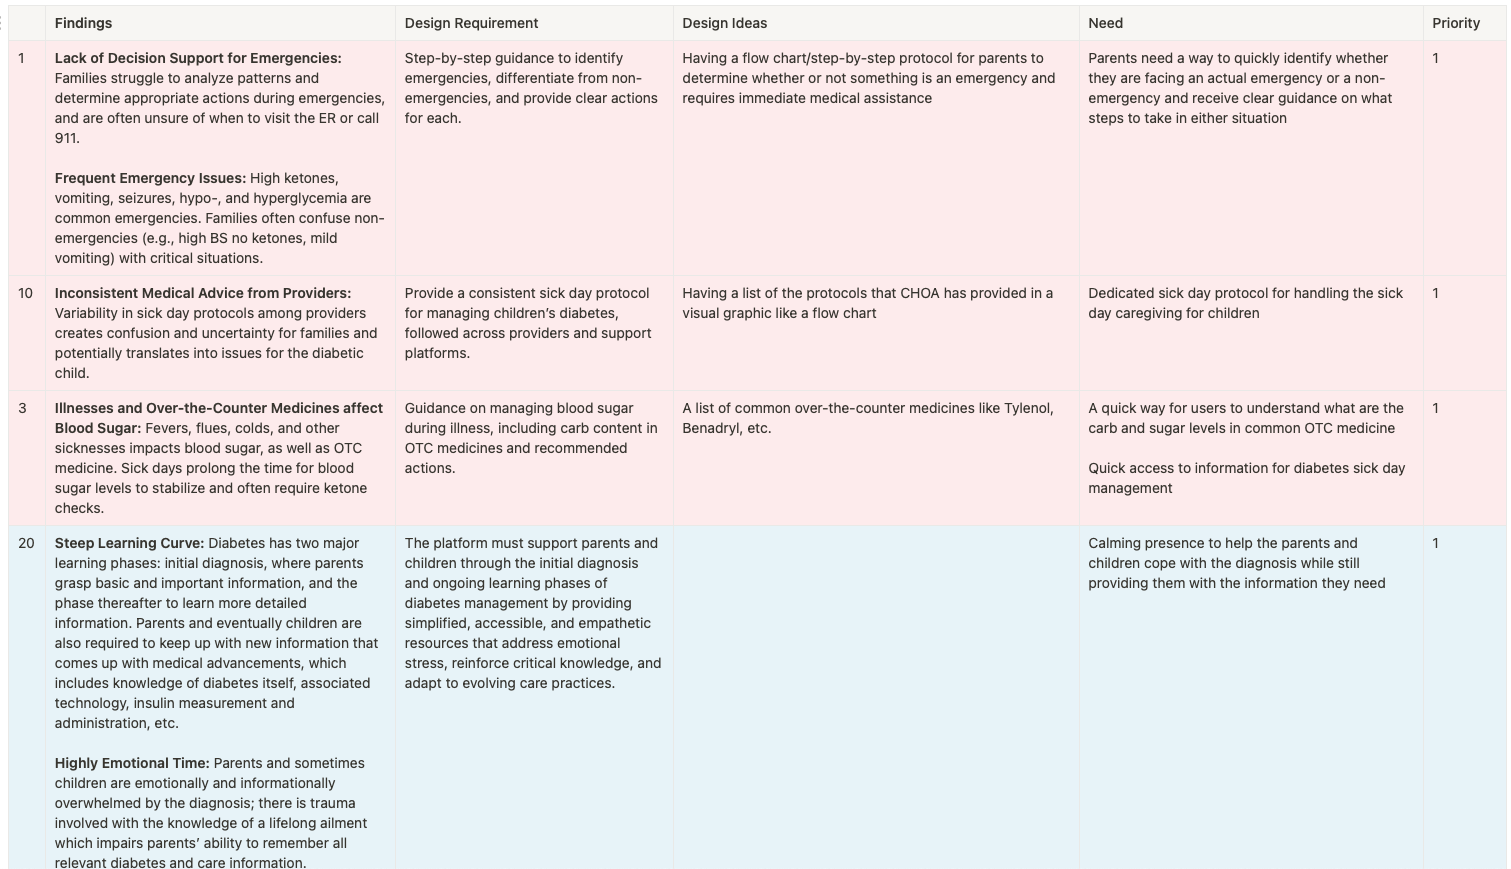 Findings
Design Requirement
Design Ideas
Need
Priority
1
Lack of Decision Support for Emergencies:
Families struggle to analyze patterns and
determine appropriate actions during emergencies,
and are often unsure of when to visit the ER or call
911.
Frequent Emergency Issues: High ketones,
vomiting, seizures, hypo-, and hyperglycemia are
common emergencies. Families often confuse non-
emergencies (e.g., high BS no ketones, mild
vomiting) with critical situations.
Step-by-step guidance to identify
emergencies, differentiate from non-
emergencies, and provide clear actions
for each.
Having a flow chart/step-by-step protocol for parents to
determine whether or not something is an emergency and
requires immediate medical assistance
Parents need a way to quickly identify whether
they are facing an actual emergency or a non-
emergency and receive clear guidance on what
steps to take in either situation
1
10
Inconsistent Medical Advice from Providers:
Variability in sick day protocols among providers
creates confusion and uncertainty for families and
potentially translates into issues for the diabetic
child.
Provide a consistent sick day protocol
for managing children’s diabetes,
followed across providers and support
platforms.
Having a list of the protocols that CHOA has provided in a
visual graphic like a flow chart
Dedicated sick day protocol for handling the sick
day caregiving for children
1
3
Illnesses and Over-the-Counter Medicines affect
Blood Sugar: Fevers, flues, colds, and other
sicknesses impacts blood sugar, as well as OTC
medicine. Sick days prolong the time for blood
sugar levels to stabilize and often require ketone
checks.
Guidance on managing blood sugar
during illness, including carb content in
OTC medicines and recommended
actions.
A list of common over-the-counter medicines like Tylenol,
Benadryl, etc.
A quick way for users to understand what are the
carb and sugar levels in common OTC medicine
Quick access to information for diabetes sick day
management
1
20
Steep Learning Curve: Diabetes has two major
learning phases: initial diagnosis, where parents
grasp basic and important information, and the
phase thereafter to learn more detailed
information. Parents and eventually children are
also required to keep up with new information that
comes up with medical advancements, which
includes knowledge of diabetes itself, associated
technology, insulin measurement and
administration, etc.
Highly Emotional Time: Parents and sometimes
children are emotionally and informationally
overwhelmed by the diagnosis; there is trauma
involved with the knowledge of a lifelong ailment
which impairs parents’ ability to remember all
relevant diabetes and care information.
The platform must support parents and
children through the initial diagnosis
and ongoing learning phases of
diabetes management by providing
simplified, accessible, and empathetic
resources that address emotional
stress, reinforce critical knowledge, and
adapt to evolving care practices.
Calming presence to help the parents and
children cope with the diagnosis while still
providing them with the information they need
1